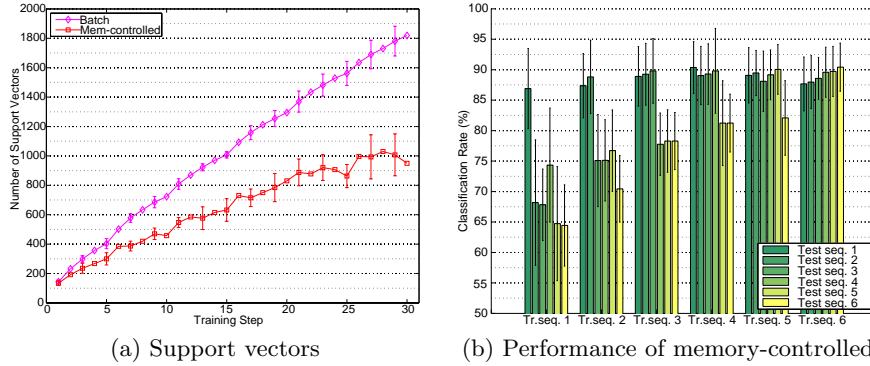 2000
1800
1600
1400
1200
1000
800
600
400
200
0
Number of Support Vectors
Batch
Mem-controlled
0 5 10 15 20 25 30
Training Step
(a) Support vectors
100
95
90
85
80
75
70
65
60
55
50
Classification Rate (%)
Test seq. 1
Test seq. 2
Test seq. 3
Test seq. 4
Test seq. 5
Test seq. 6
Tr.seq. 1 Tr.seq. 2 Tr.seq. 3 Tr.seq. 4 Tr.seq. 5 Tr.seq. 6
(b) Performance of memory-controlled